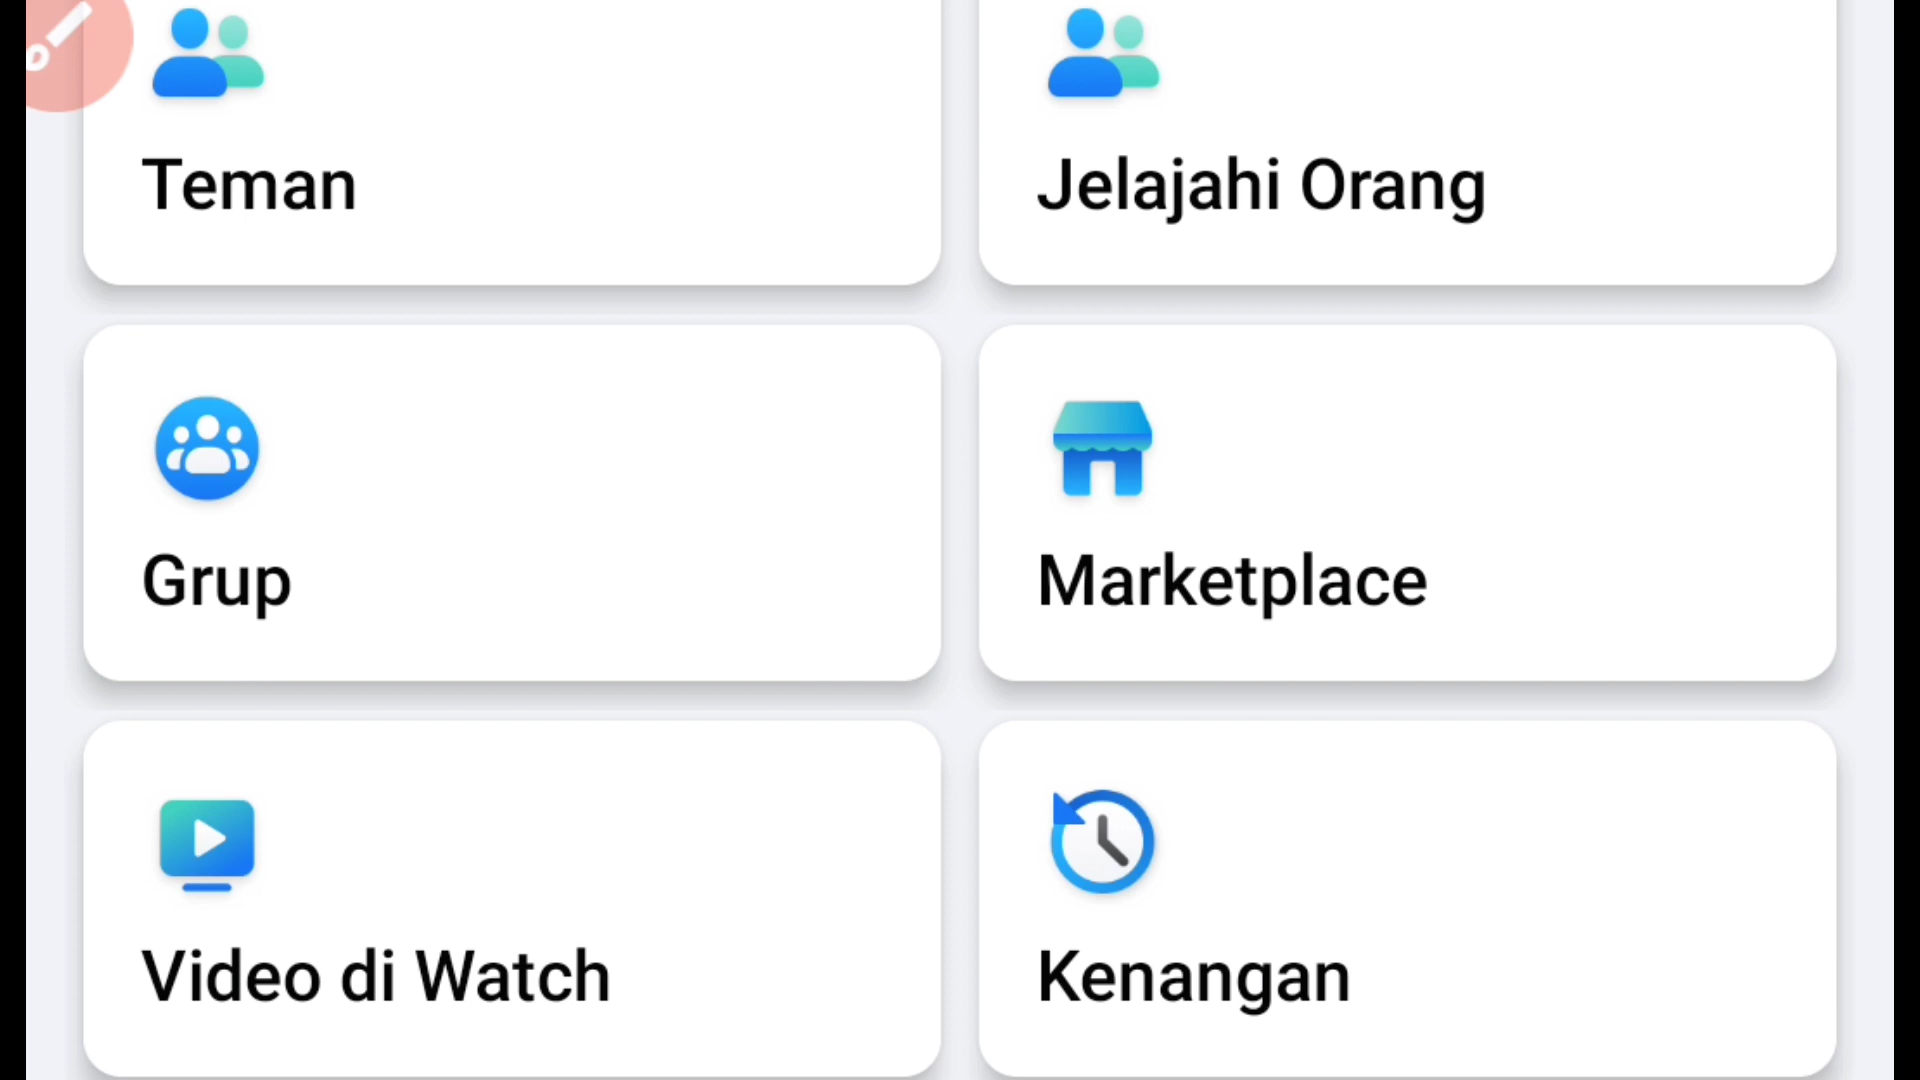 Teman
Jelajahi Orang
Grup
Marketplace
Video di Watch
Kenangan